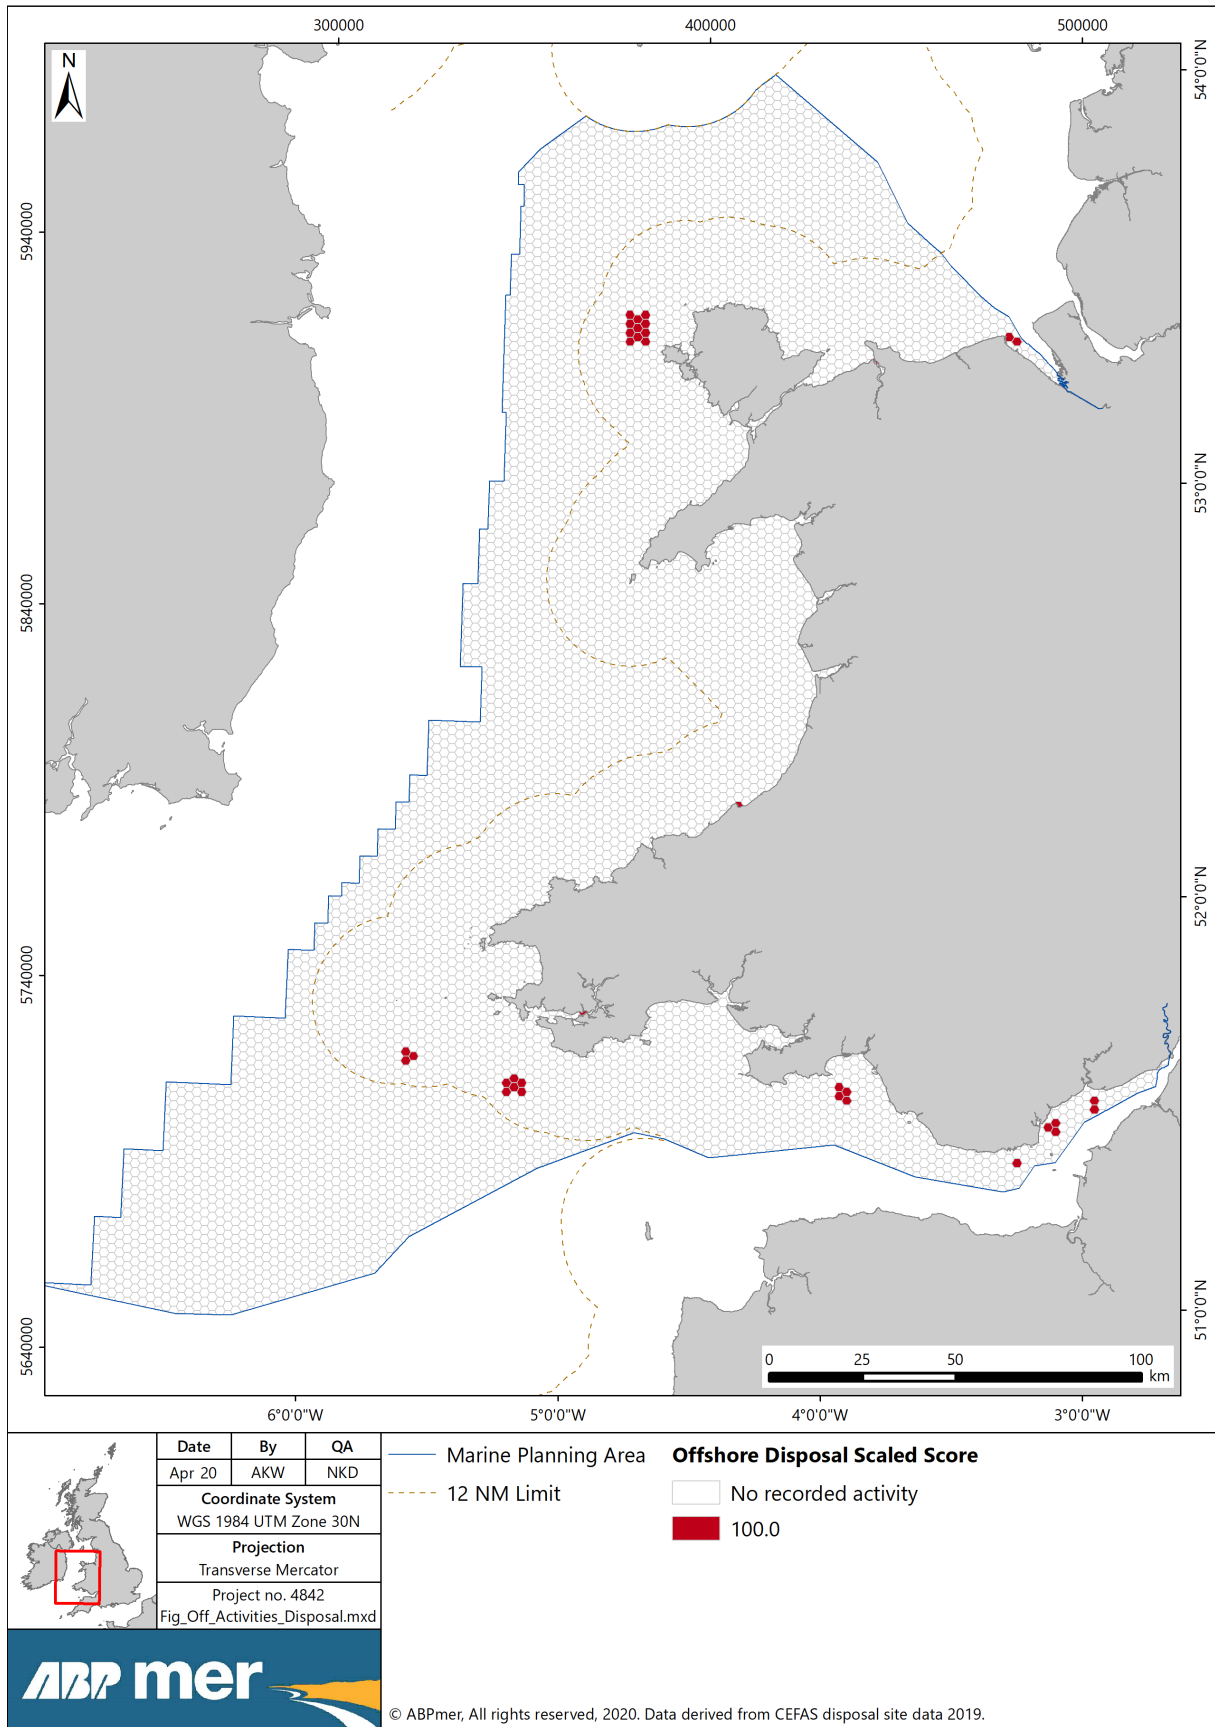 300000
400000
500000
N
54°0'0"N
5940000
53°0'0"N
5840000
52°0'0"N
5740000
51°0'0"N
5640000
0
25
50
100
km
6°0'0"W
5°0'0"W
4°0'0"W
3°0'0"W
Date
By
QA
Apr 20
AKW
NKD
Coordinate System
WGS 1984 UTM Zone 30N
Projection
Transverse Mercator
Project no. 4842
Fig_Off_Activities_Disposal.mxd
ABPmer
Marine Planning Area
12 NM Limit
Offshore Disposal Scaled Score
No recorded activity
100.0
© ABPmer, All rights reserved, 2020. Data derived from CEFAS disposal site data 2019.